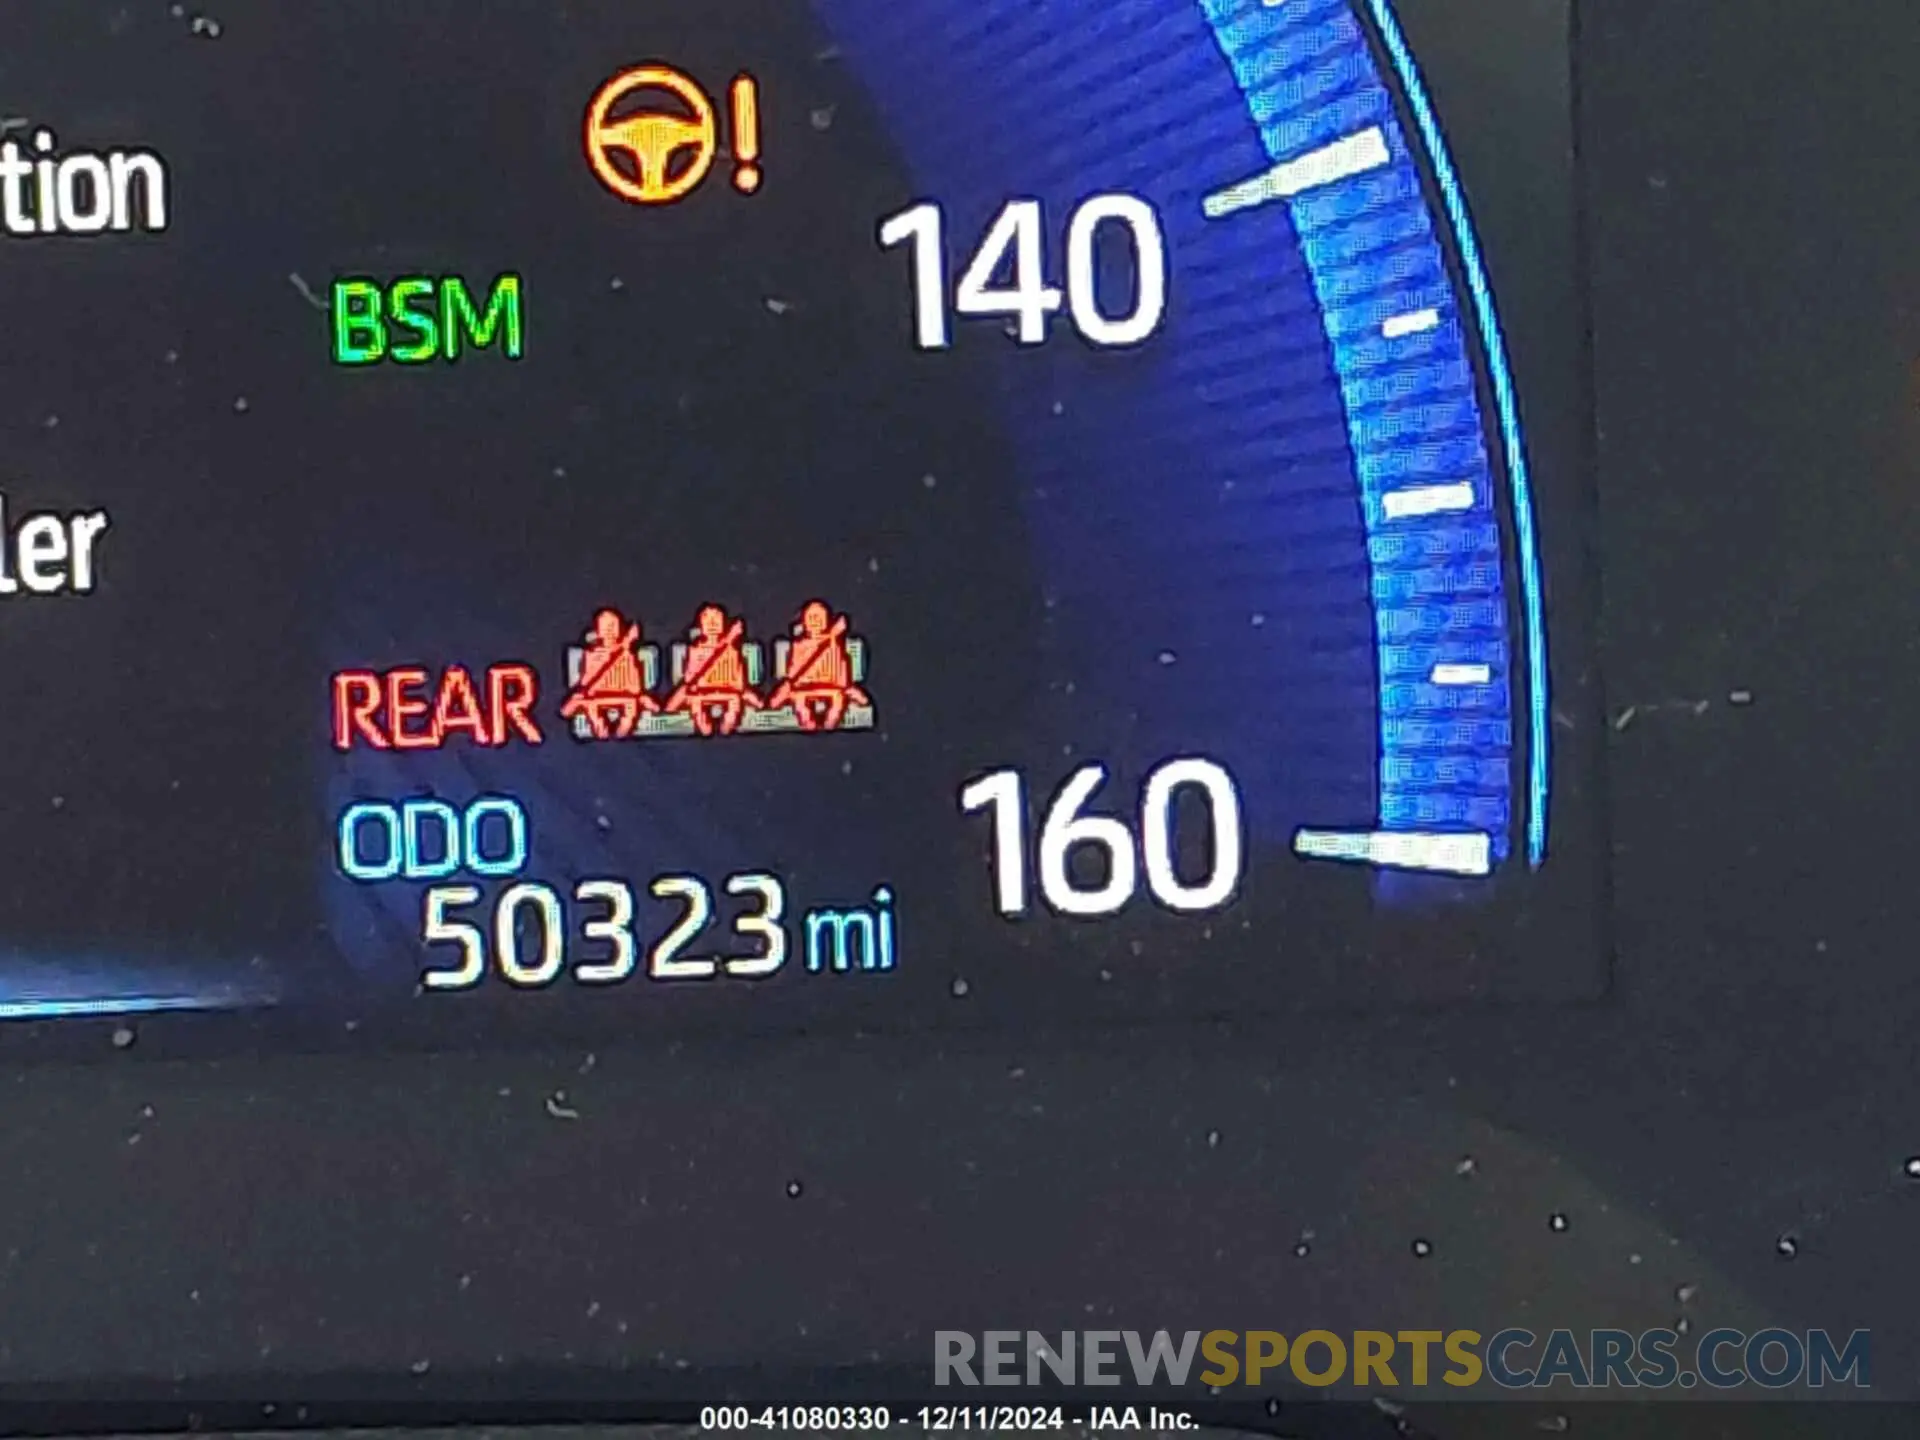 tion
140
BSM
ler
REAR
160
ODO
50323 mi
RENEWSPORTSCARS.COM
000-41080330 - 12/11/2024 - IAA Inc.